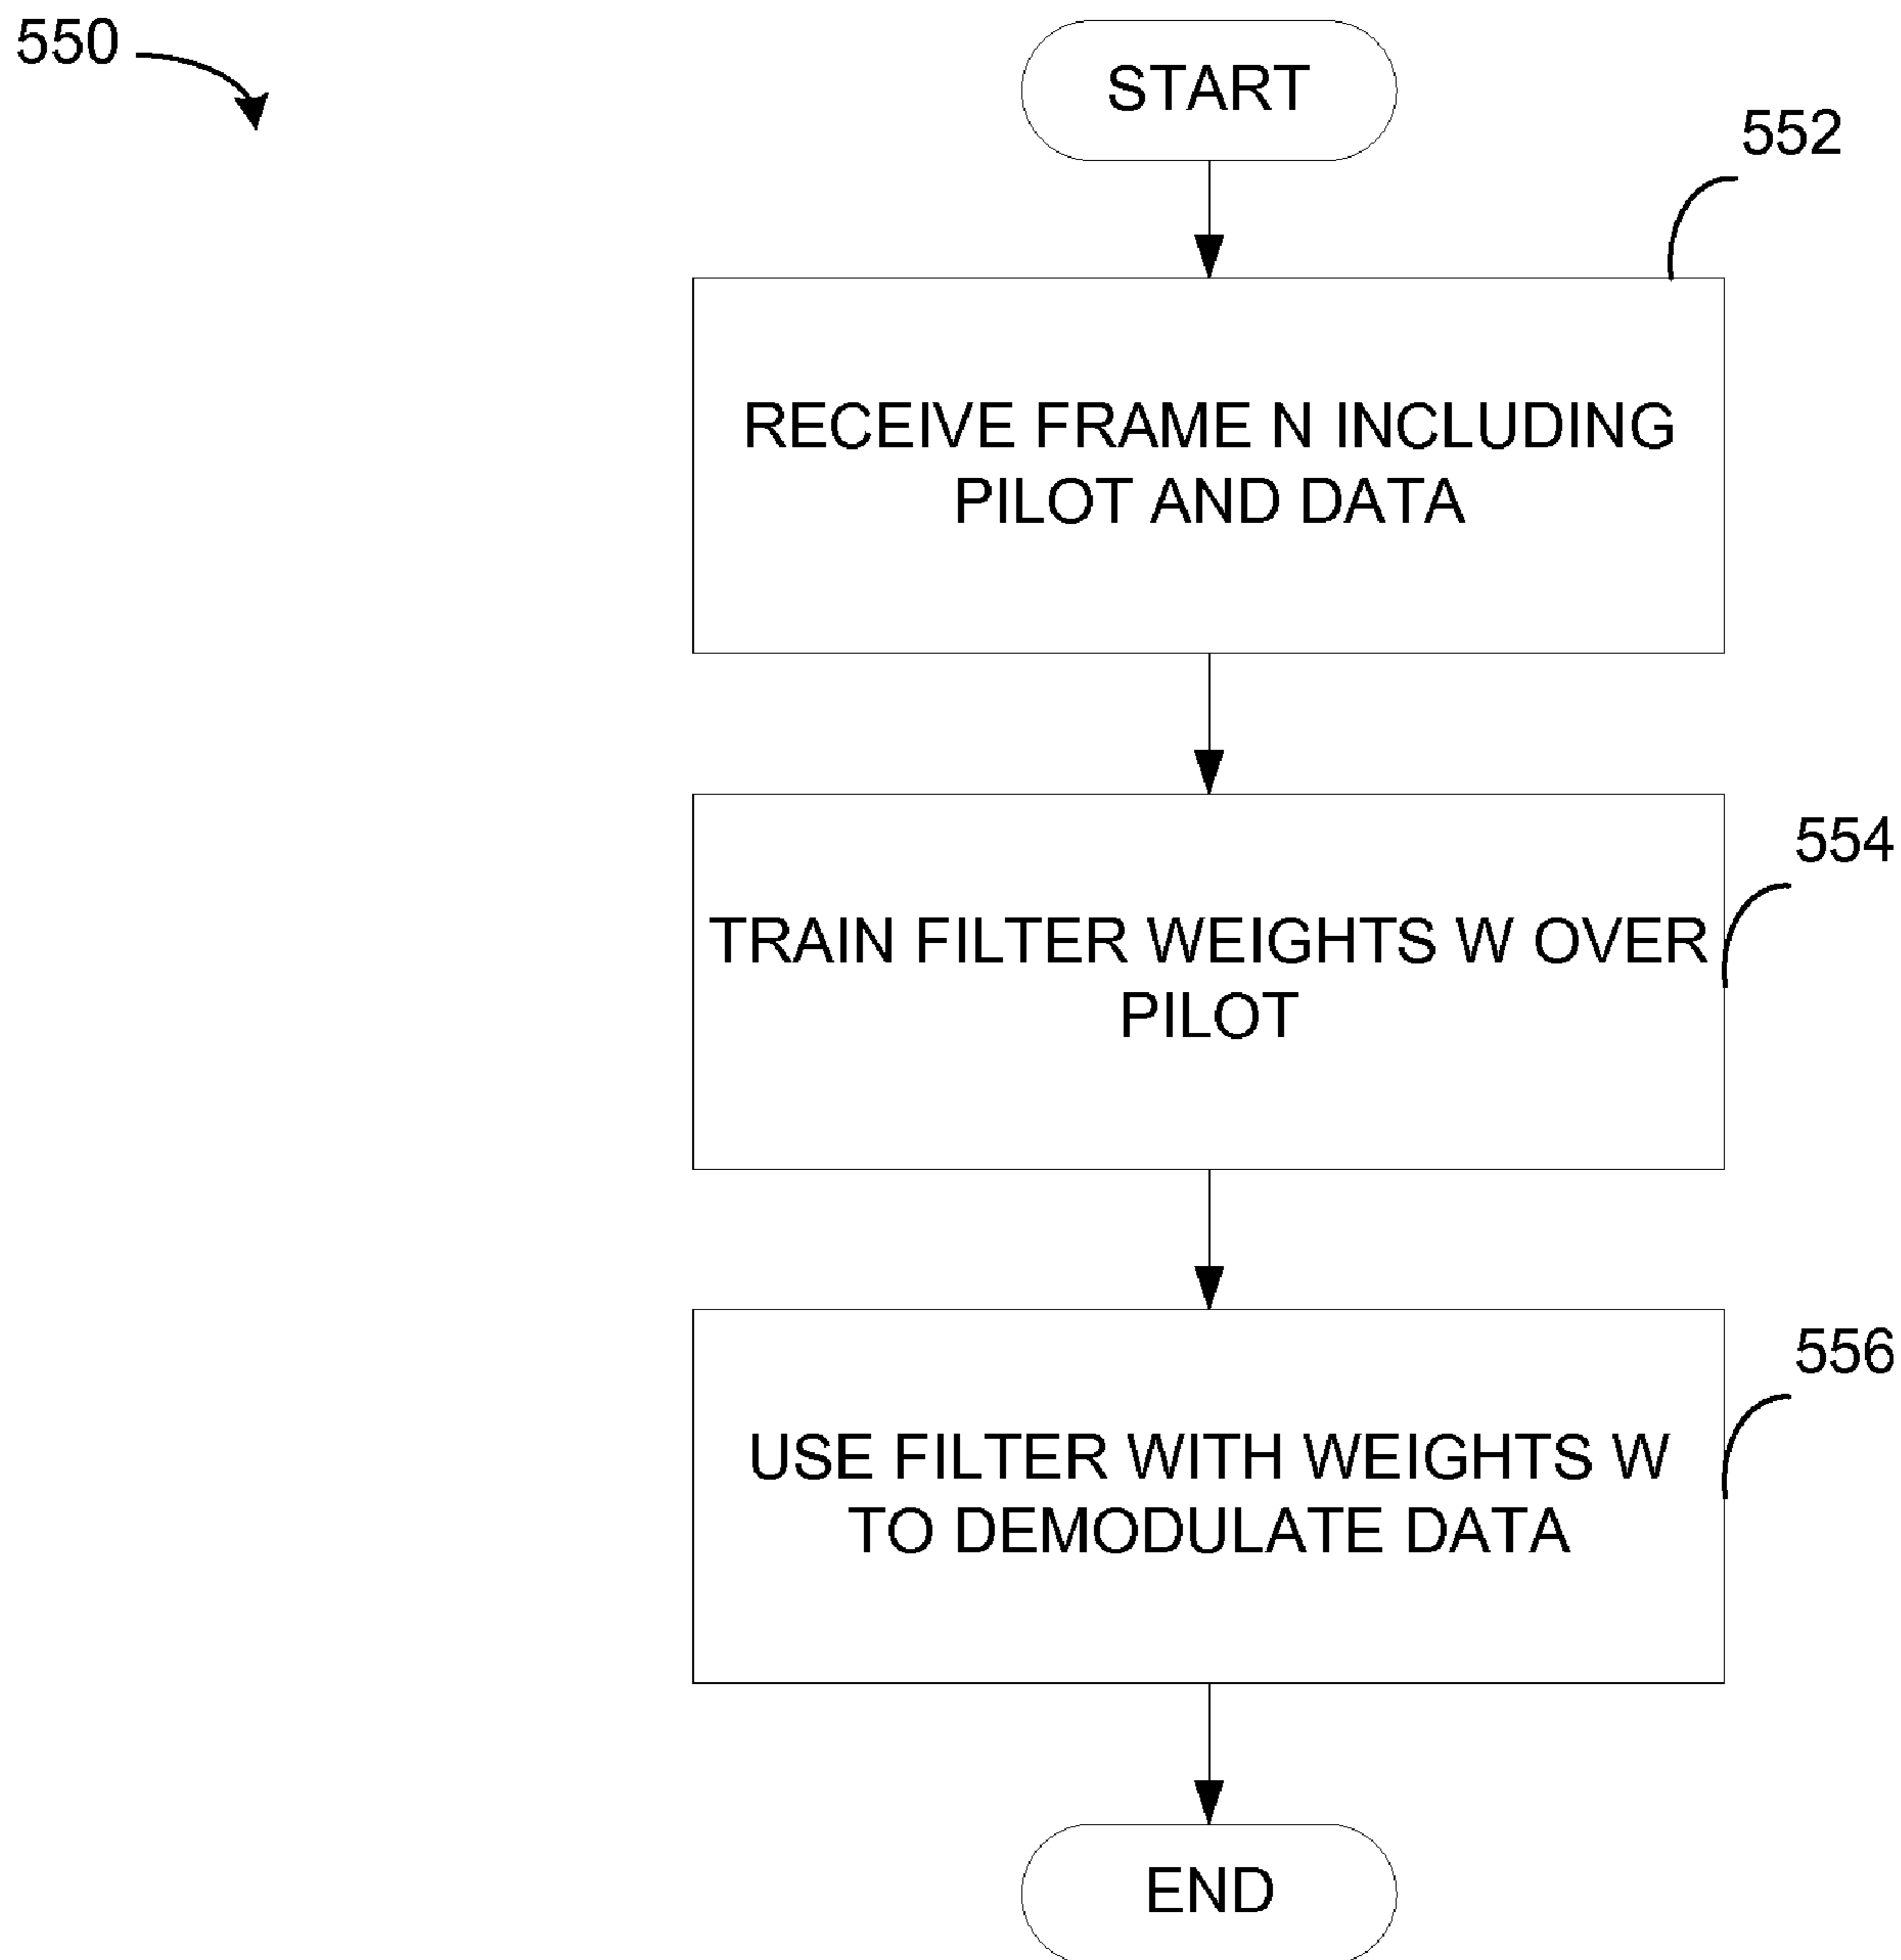 550
START
552
RECEIVE FRAME N INCLUDING
PILOT AND DATA
554
TRAIN FILTER WEIGHTS W OVER
PILOT
556
USE FILTER WITH WEIGHTS W
TO DEMODULATE DATA
END